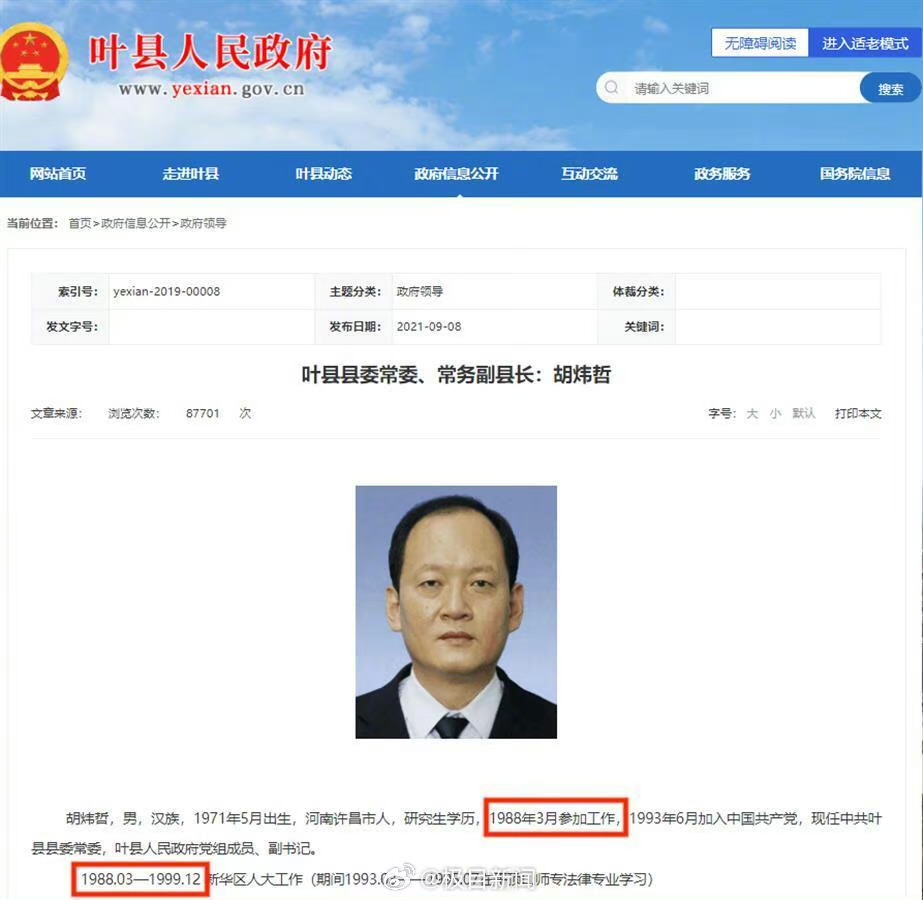 叶县人民政府
www.yexian.gov.cn
无障碍阅读 进入适老模式
请输入关键词 搜索
网站首页 走进叶县 叶县动态 政府信息公开 互动交流 政务服务 国务院信息
当前位置： 首页>政府信息公开>政府领导
索引号： yexian-2019-00008 主题分类： 政府领导 体裁分类：
发文字号： 发布日期： 2021-09-08 关键词：
叶县县委常委、常务副县长：胡炜哲
文章来源： 浏览次数： 87701 次 字号： 大 小 默认 打印本文
胡炜哲，男，汉族，1971年5月出生，河南许昌市人，研究生学历，1988年3月参加工作，1993年6月加入中国共产党，现任中共叶
县县委常委，叶县人民政府党组成员、副书记。
1988.03—1999.12 新华区人大工作（期间1993.0 师专法律专业学习）
@极目新闻